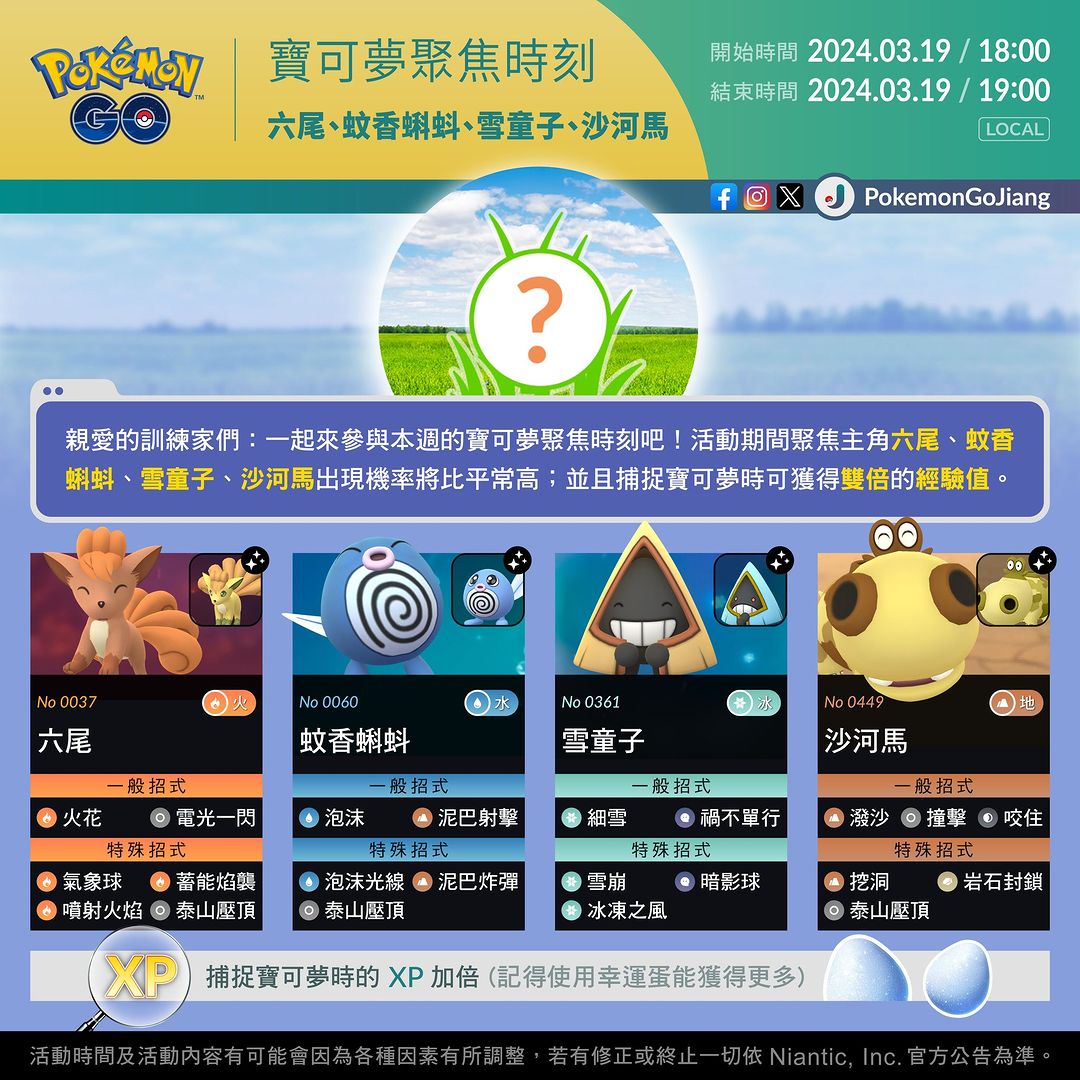 POKÉMON GO TM
寶可夢聚焦時刻
六尾、蚊香蝌蚪、雪童子、沙河馬
開始時間 2024.03.19 / 18:00
結束時間 2024.03.19 / 19:00
LOCAL
PokemonGoJiang
?
親愛的訓練家們：一起來參與本週的寶可夢聚焦時刻吧！活動期間聚焦主角六尾、蚊香
蝌蚪、雪童子、沙河馬出現機率將比平常高；並且捕捉寶可夢時可獲得雙倍的經驗值。
No 0037 火
六尾
一般招式
火花 電光一閃
特殊招式
氣象球 蓄能焰襲
噴射火焰 泰山壓頂
No 0060 水
蚊香蝌蚪
一般招式
泡沫 泥巴射擊
特殊招式
泡沫光線 泥巴炸彈
泰山壓頂
No 0361 冰
雪童子
一般招式
細雪 禍不單行
特殊招式
雪崩 暗影球
冰凍之風
No 0449 地
沙河馬
一般招式
潑沙 撞擊 咬住
特殊招式
挖洞 岩石封鎖
泰山壓頂
XP 捕捉寶可夢時的 XP 加倍 (記得使用幸運蛋能獲得更多)
活動時間及活動內容有可能會因為各種因素有所調整，若有修正或終止一切依 Niantic, Inc. 官方公告為準。